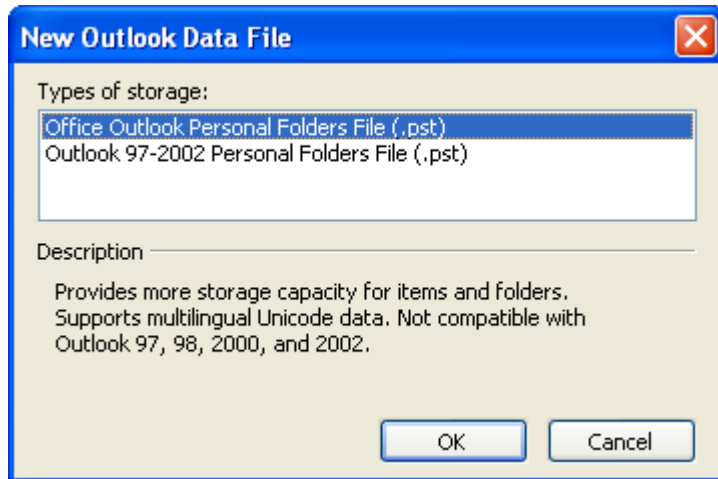 New Outlook Data File
Types of storage:
Office Outlook Personal Folders File (.pst)
Outlook 97-2002 Personal Folders File (.pst)
Description
Provides more storage capacity for items and folders.
Supports multilingual Unicode data. Not compatible with
Outlook 97, 98, 2000, and 2002.
OK
Cancel